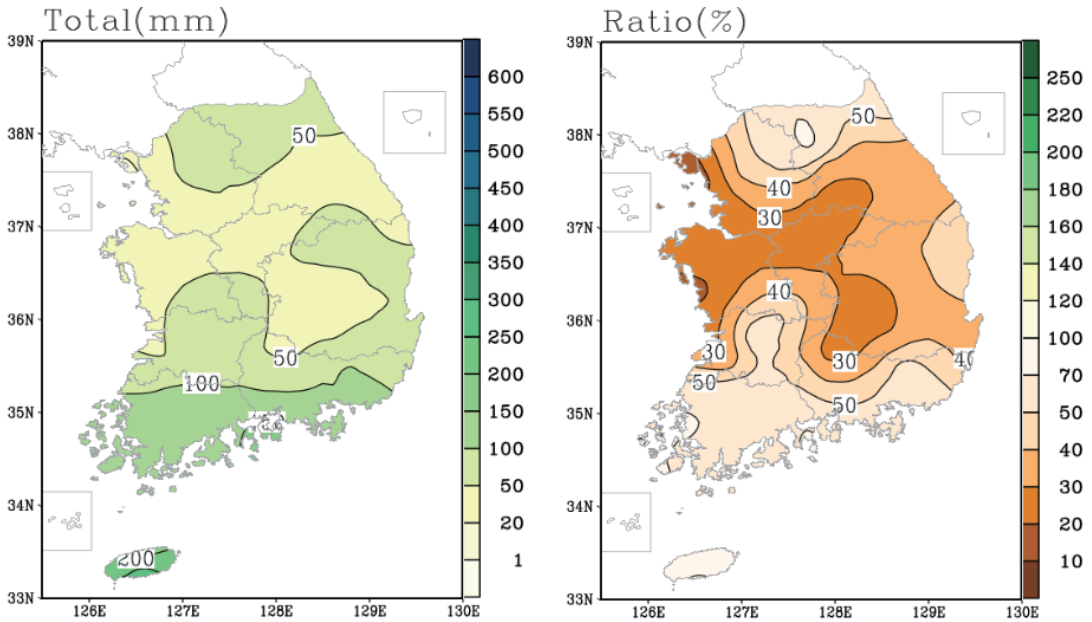 Total(mm)
39N
38N
37N
36N
35N
34N
33N
126E
127E
128E
129E
130E
50
50
100
200
600
550
500
450
400
350
300
250
200
150
100
50
20
1
Ratio(%)
39N
38N
37N
36N
35N
34N
33N
126E
127E
128E
129E
130E
50
40
30
40
30
30
40
50
50
250
220
200
180
160
140
120
100
70
50
40
30
20
10